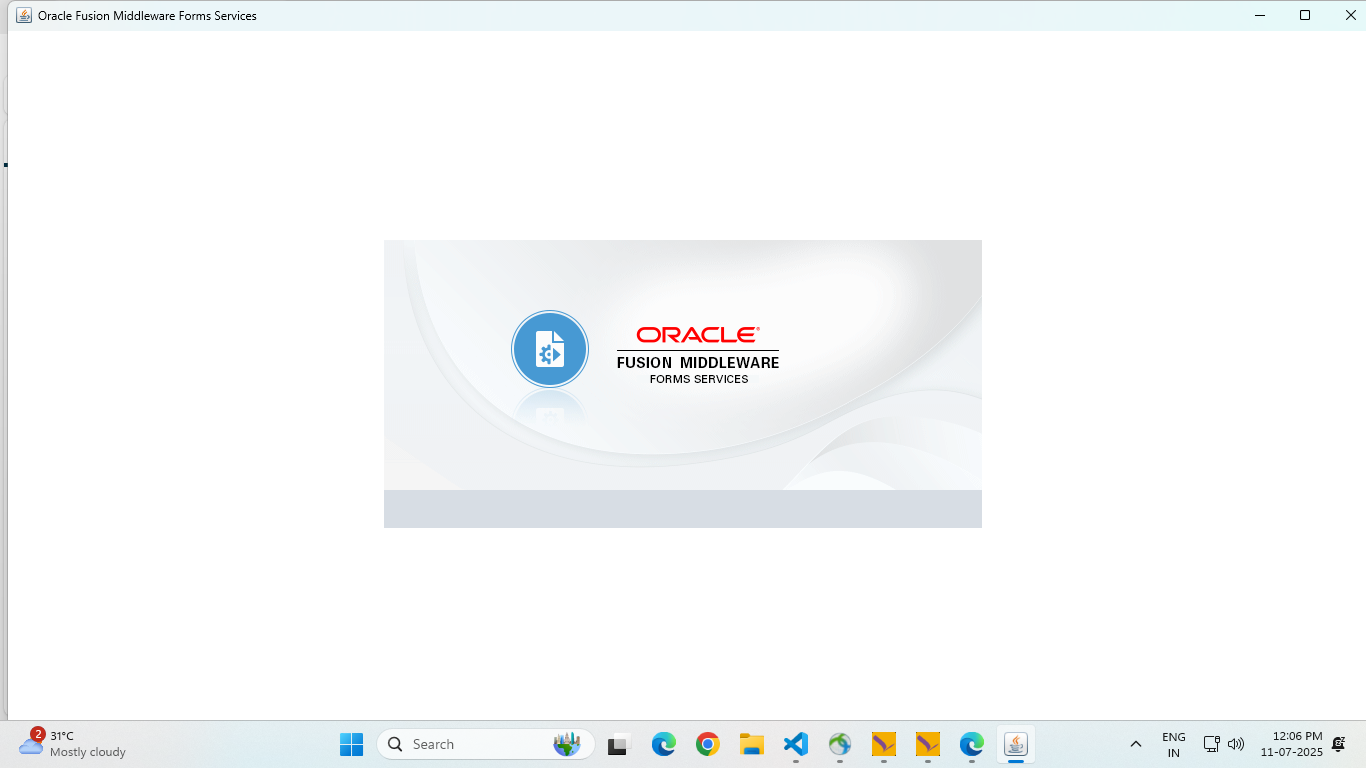 Oracle Fusion Middleware Forms Services
ORACLE®
FUSION MIDDLEWARE
FORMS SERVICES
2
31°C
Mostly cloudy
Search
ENG
IN
12:06 PM
11-07-2025